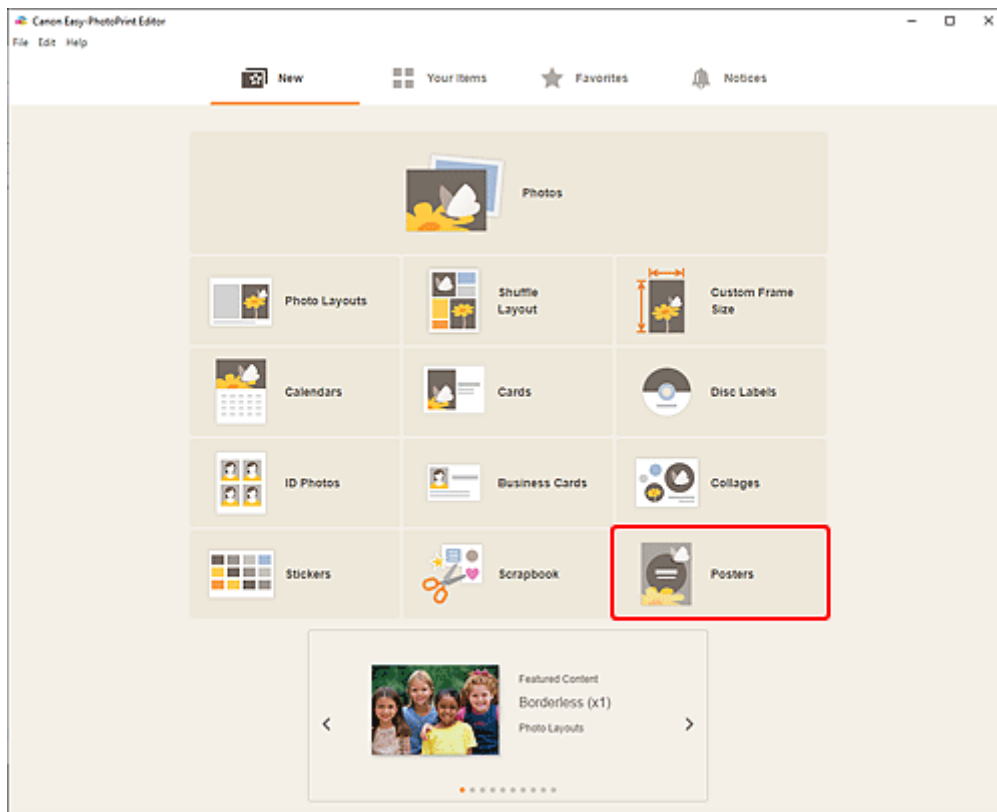 Canon Easy-PhotoPrint Editor
File Edit Help
New Your Items Favorites Notices
Photos
Photo Layouts
Shuffle
Layout
Custom Frame
Size
Calendars
Cards
Disc Labels
ID Photos
Business Cards
Collages
Stickers
Scrapbook
Posters
Featured Content
Borderless (x1)
Photo Layouts